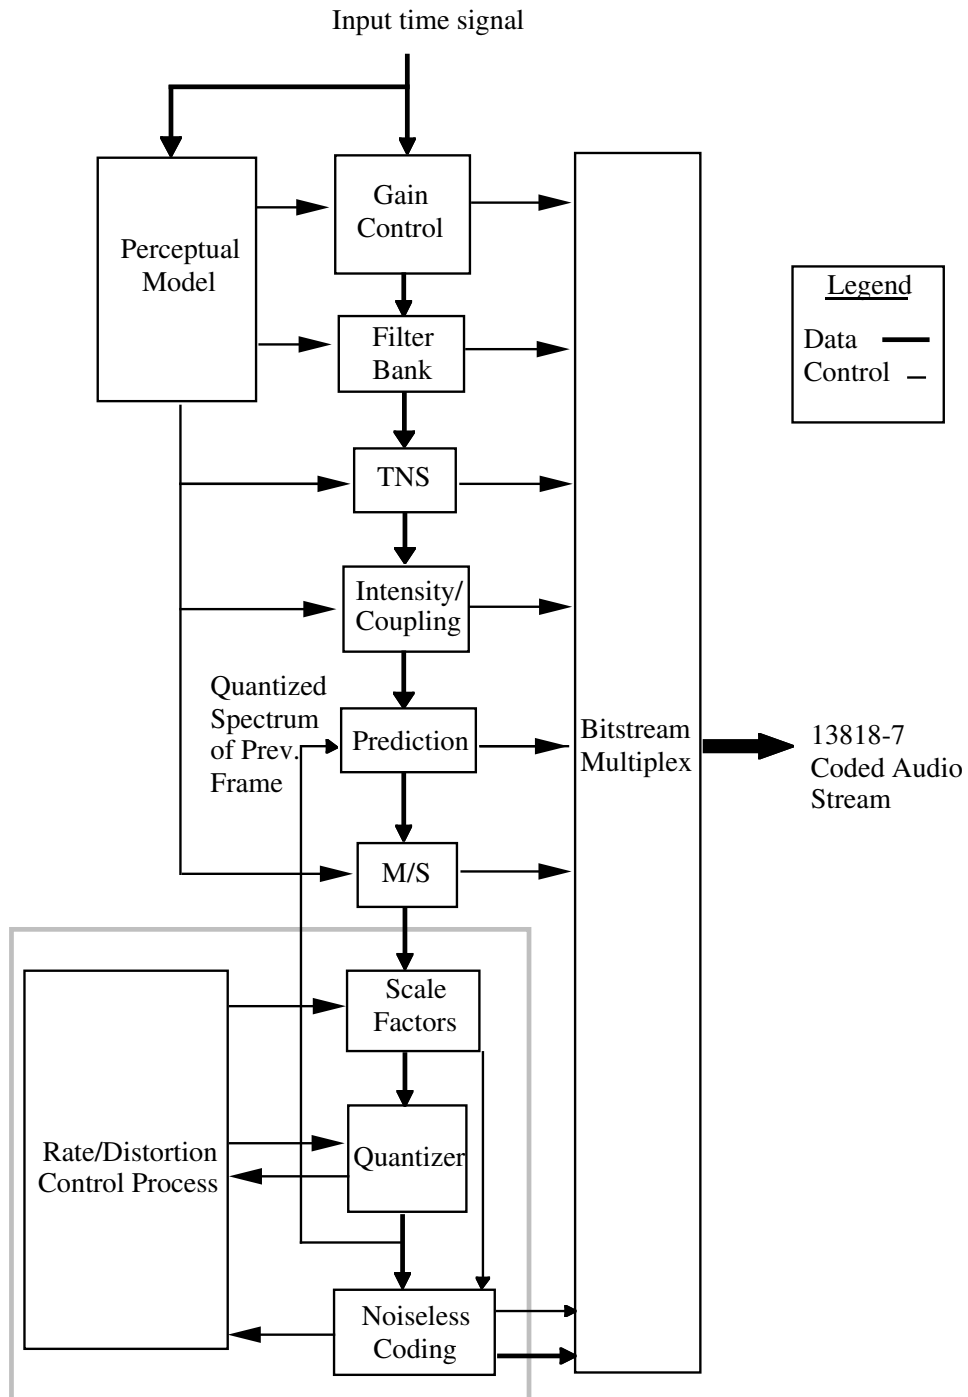 Input time signal
Gain
Control
Perceptual
Model
Legend
Data
Control
Filter
Bank
TNS
Intensity/
Coupling
Quantized
Spectrum
of Prev.
Frame
Prediction
Bitstream
Multiplex
13818-7
Coded Audio
Stream
M/S
Scale
Factors
Rate/Distortion
Control Process
Quantizer
Noiseless
Coding